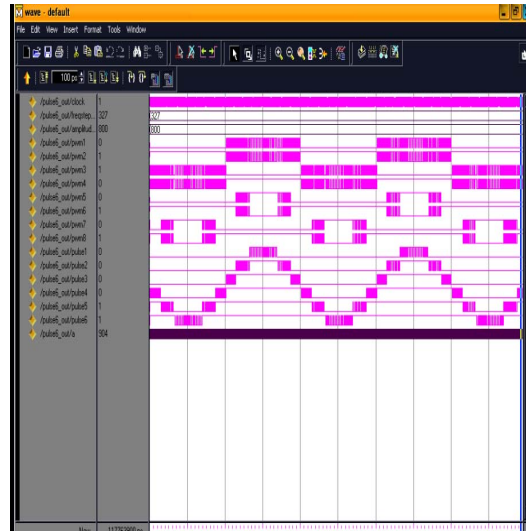 wave - default
File Edit View Insert Format Tools Window
100 ps
/pulse6_out/clock 1
/pulse6_out/freqstep... 327 327
/pulse6_out/amplitud... 800 800
/pulse6_out/pwm1 0
/pulse6_out/pwm2 1
/pulse6_out/pwm3 1
/pulse6_out/pwm4 0
/pulse6_out/pwm5 0
/pulse6_out/pwm6 1
/pulse6_out/pwm7 0
/pulse6_out/pwm8 1
/pulse6_out/pulse1 0
/pulse6_out/pulse2 0
/pulse6_out/pulse3 0
/pulse6_out/pulse4 0
/pulse6_out/pulse5 1
/pulse6_out/pulse6 1
/pulse6_out/a 904
Now